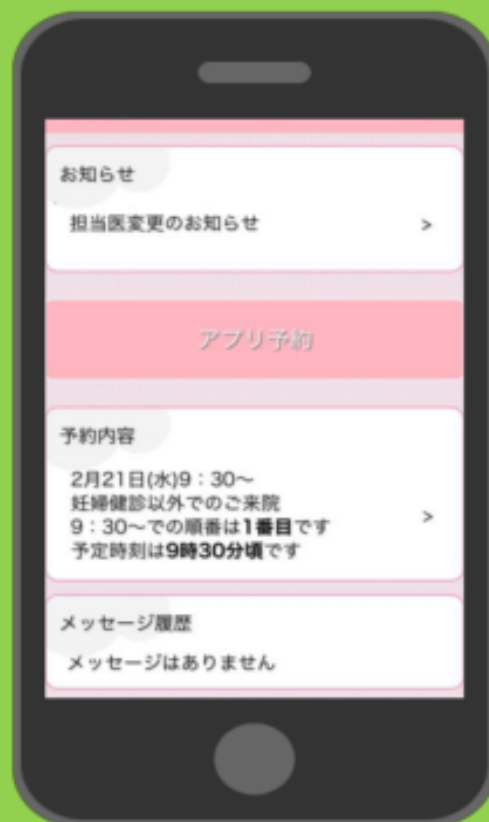 お知らせ
担当医変更のお知らせ >
アプリ予約
予約内容
2月21日(水)9：30〜
妊婦健診以外でのご来院
9：30〜での順番は1番目です >
予定時刻は9時30分頃です
メッセージ履歴
メッセージはありません